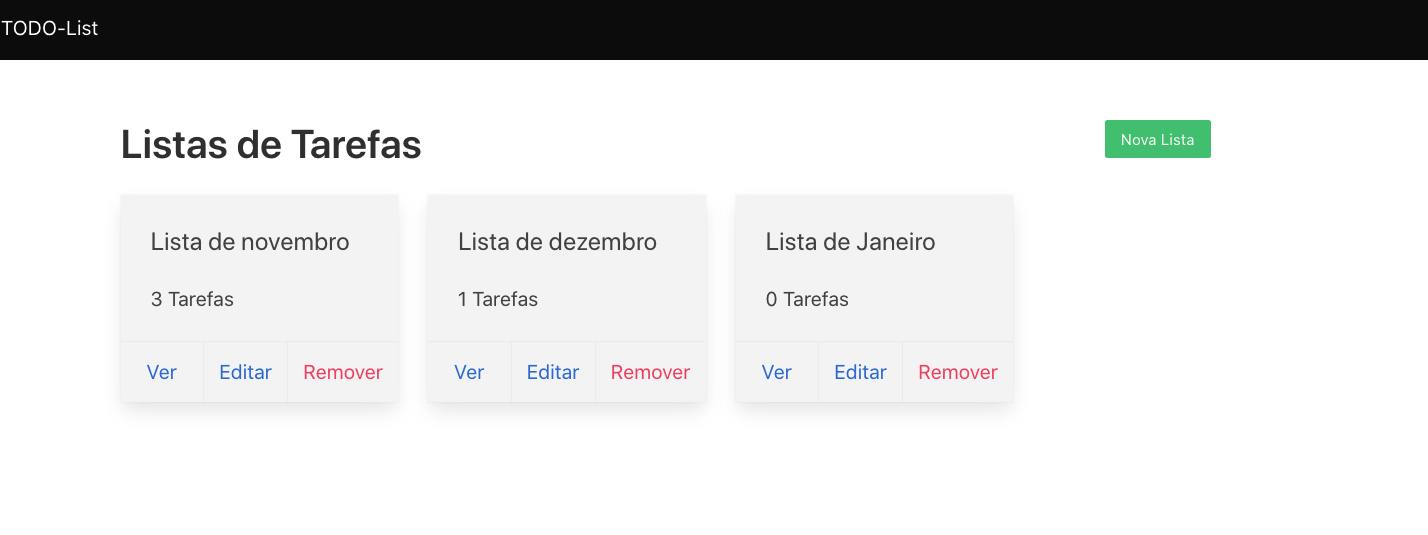 TODO-List
Listas de Tarefas
Nova Lista
Lista de novembro
3 Tarefas
Ver Editar Remover
Lista de dezembro
1 Tarefas
Ver Editar Remover
Lista de Janeiro
0 Tarefas
Ver Editar Remover